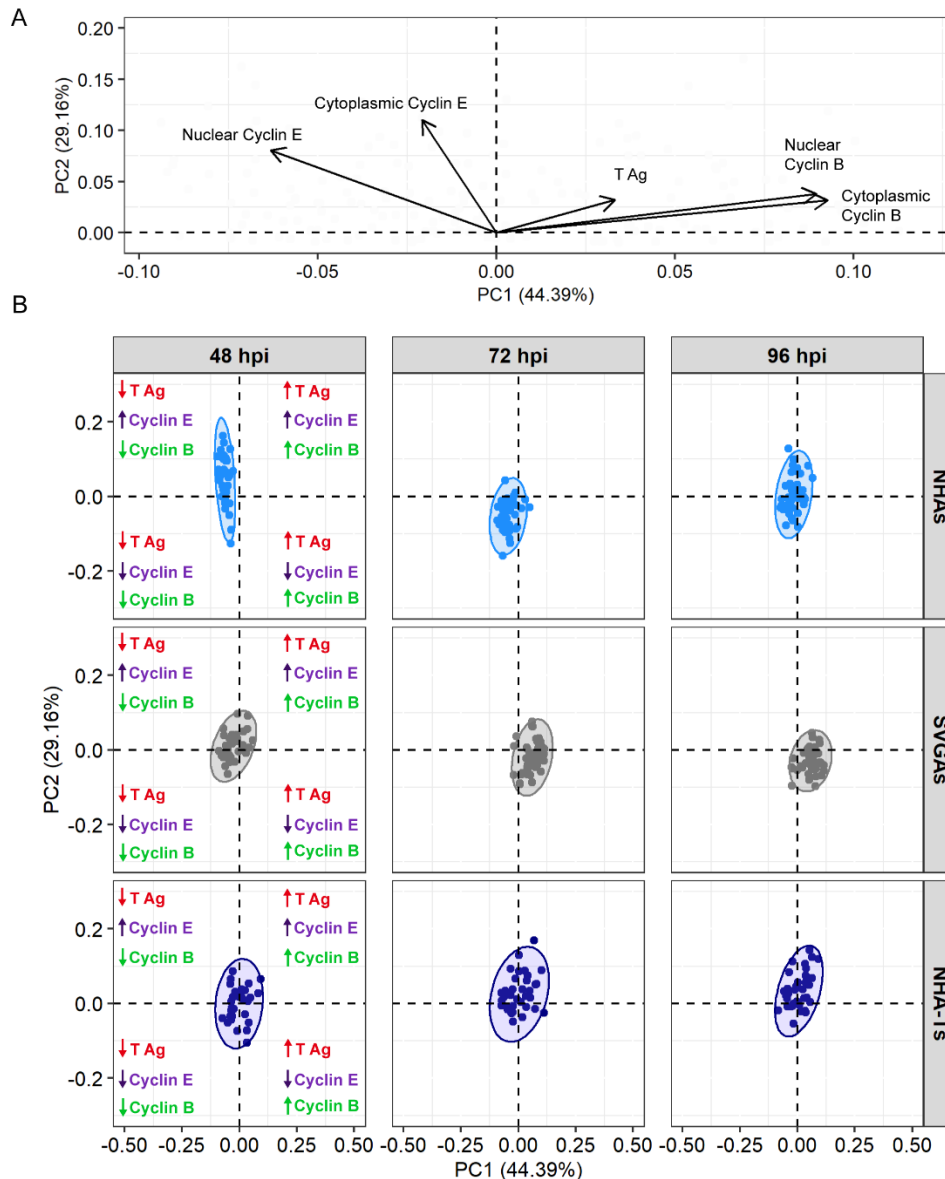 A
PC2 (29.16%)
0.20
0.15
0.10
0.05
0.00
Cytoplasmic Cyclin E
Nuclear Cyclin E
T Ag
Nuclear
Cyclin B
Cytoplasmic
Cyclin B
-0.10 -0.05 0.00 0.05 0.10
PC1 (44.39%)
B
48 hpi 72 hpi 96 hpi
↓T Ag ↑T Ag
↑Cyclin E ↑Cyclin E
↓Cyclin B ↑Cyclin B
↓T Ag ↑T Ag
↓Cyclin E ↓Cyclin E
↓Cyclin B ↑Cyclin B
0.2
0.0
-0.2
NHAs
↓T Ag ↑T Ag
↑Cyclin E ↑Cyclin E
↓Cyclin B ↑Cyclin B
↓T Ag ↑T Ag
↓Cyclin E ↓Cyclin E
↓Cyclin B ↑Cyclin B
0.2
0.0
-0.2
PC2 (29.16%)
SVGAs
↓T Ag ↑T Ag
↑Cyclin E ↑Cyclin E
↓Cyclin B ↑Cyclin B
↓T Ag ↑T Ag
↓Cyclin E ↓Cyclin E
↓Cyclin B ↑Cyclin B
0.2
0.0
-0.2
NHA-Ts
-0.50 -0.25 0.00 0.25 0.50 -0.50 -0.25 0.00 0.25 0.50 -0.50 -0.25 0.00 0.25 0.50
PC1 (44.39%)